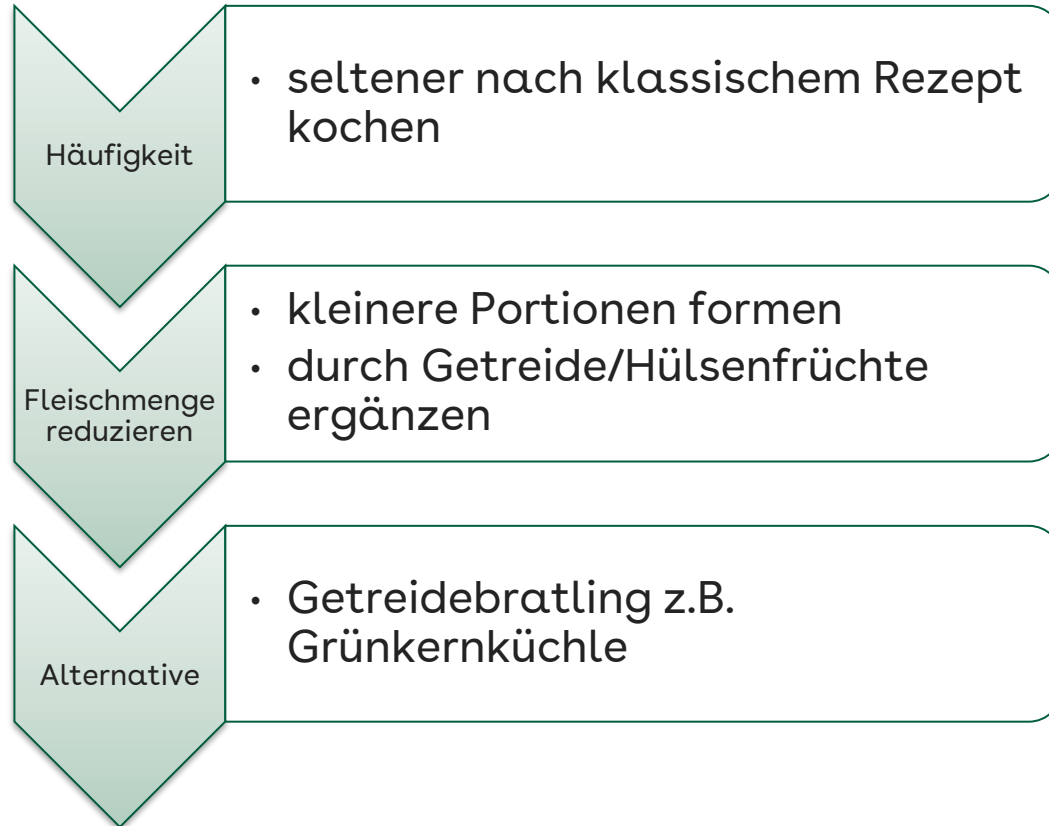 Häufigkeit
• seltener nach klassischem Rezept
kochen
Fleischmenge
reduzieren
• kleinere Portionen formen
• durch Getreide/Hülsenfrüchte
ergänzen
Alternative
• Getreidebratling z.B.
Grünkernküchle